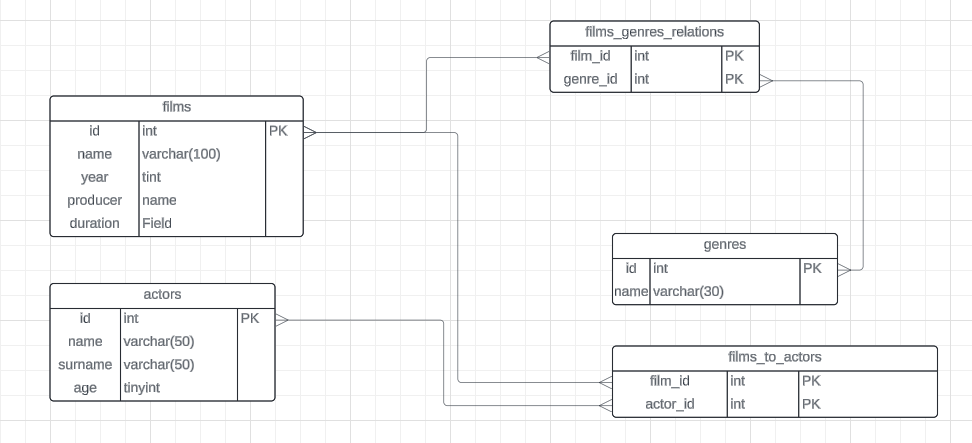 films_genres_relations
film_id int PK
genre_id int PK
films
id int PK
name varchar(100)
year tint
producer name
duration Field
genres
id int PK
name varchar(30)
actors
id int PK
name varchar(50)
surname varchar(50)
age tinyint
films_to_actors
film_id int PK
actor_id int PK